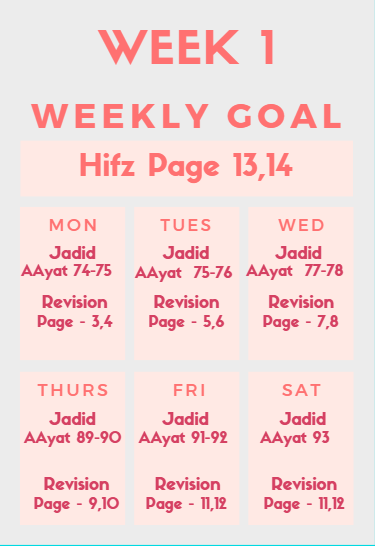 WEEK 1
WEEKLY GOAL
Hifz Page 13,14
MON
Jadid
AAyat 74-75
Revision
Page - 3,4
TUES
Jadid
AAyat 75-76
Revision
Page - 5,6
WED
Jadid
AAyat 77-78
Revision
Page - 7,8
THURS
Jadid
AAyat 89-90
Revision
Page - 9,10
FRI
Jadid
AAyat 91-92
Revision
Page - 11,12
SAT
Jadid
AAyat 93
Revision
Page - 11,12